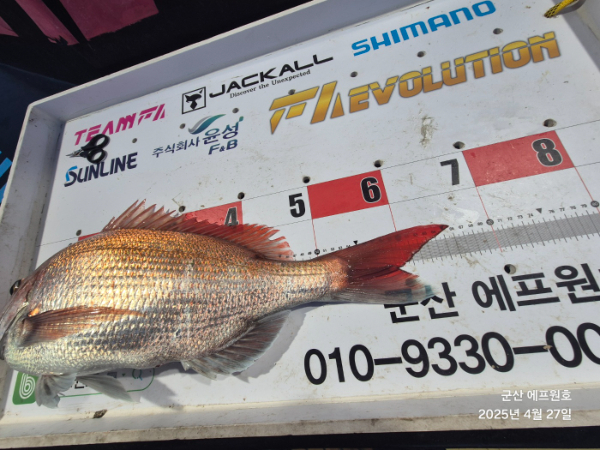 SHIMANO
JACKALL
Discover the Unexpected
F1 EVOLUTION
TEAM F1
SUNLINE
주식회사 윤성
F&B
4 5 6 7 8
군산 에프원호
010-9330-00
군산 에프원호
2025년 4월 27일